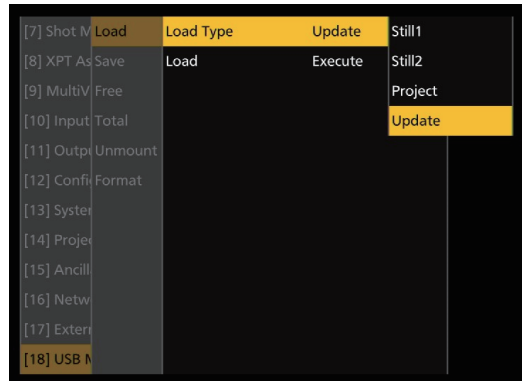 [7] Shot M Load Load Type Update Still1
[8] XPT As Save Load Execute Still2
[9] MultiV Free Project
[10] Input Total Update
[11] Outpu Unmount
[12] Confi Format
[13] System
[14] Projec
[15] Ancill
[16] Netw
[17] Extern
[18] USB M